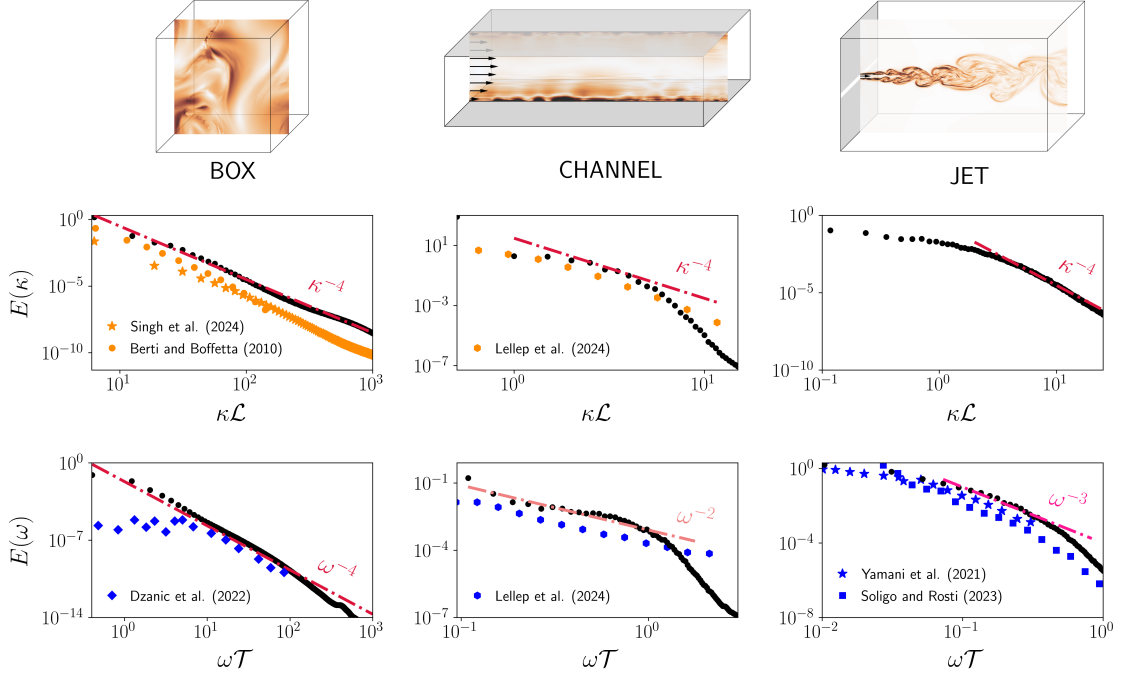 BOX
CHANNEL
JET
E(κ)
10^0
10^-5
10^-10
κ^-4
Singh et al. (2024)
Berti and Boffetta (2010)
10^1
10^2
10^3
κℒ
10^1
10^-3
10^-7
κ^-4
Lellep et al. (2024)
10^0
10^1
κℒ
10^0
10^-5
10^-10
κ^-4
10^-1
10^0
10^1
κℒ
E(ω)
10^0
10^-7
10^-14
ω^-4
Dzanic et al. (2022)
10^0
10^1
10^2
10^3
ω𝒯
10^-1
10^-4
10^-7
ω^-2
Lellep et al. (2024)
10^-1
10^0
ω𝒯
10^0
10^-4
10^-8
ω^-3
Yamani et al. (2021)
Soligo and Rosti (2023)
10^-2
10^-1
10^0
ω𝒯